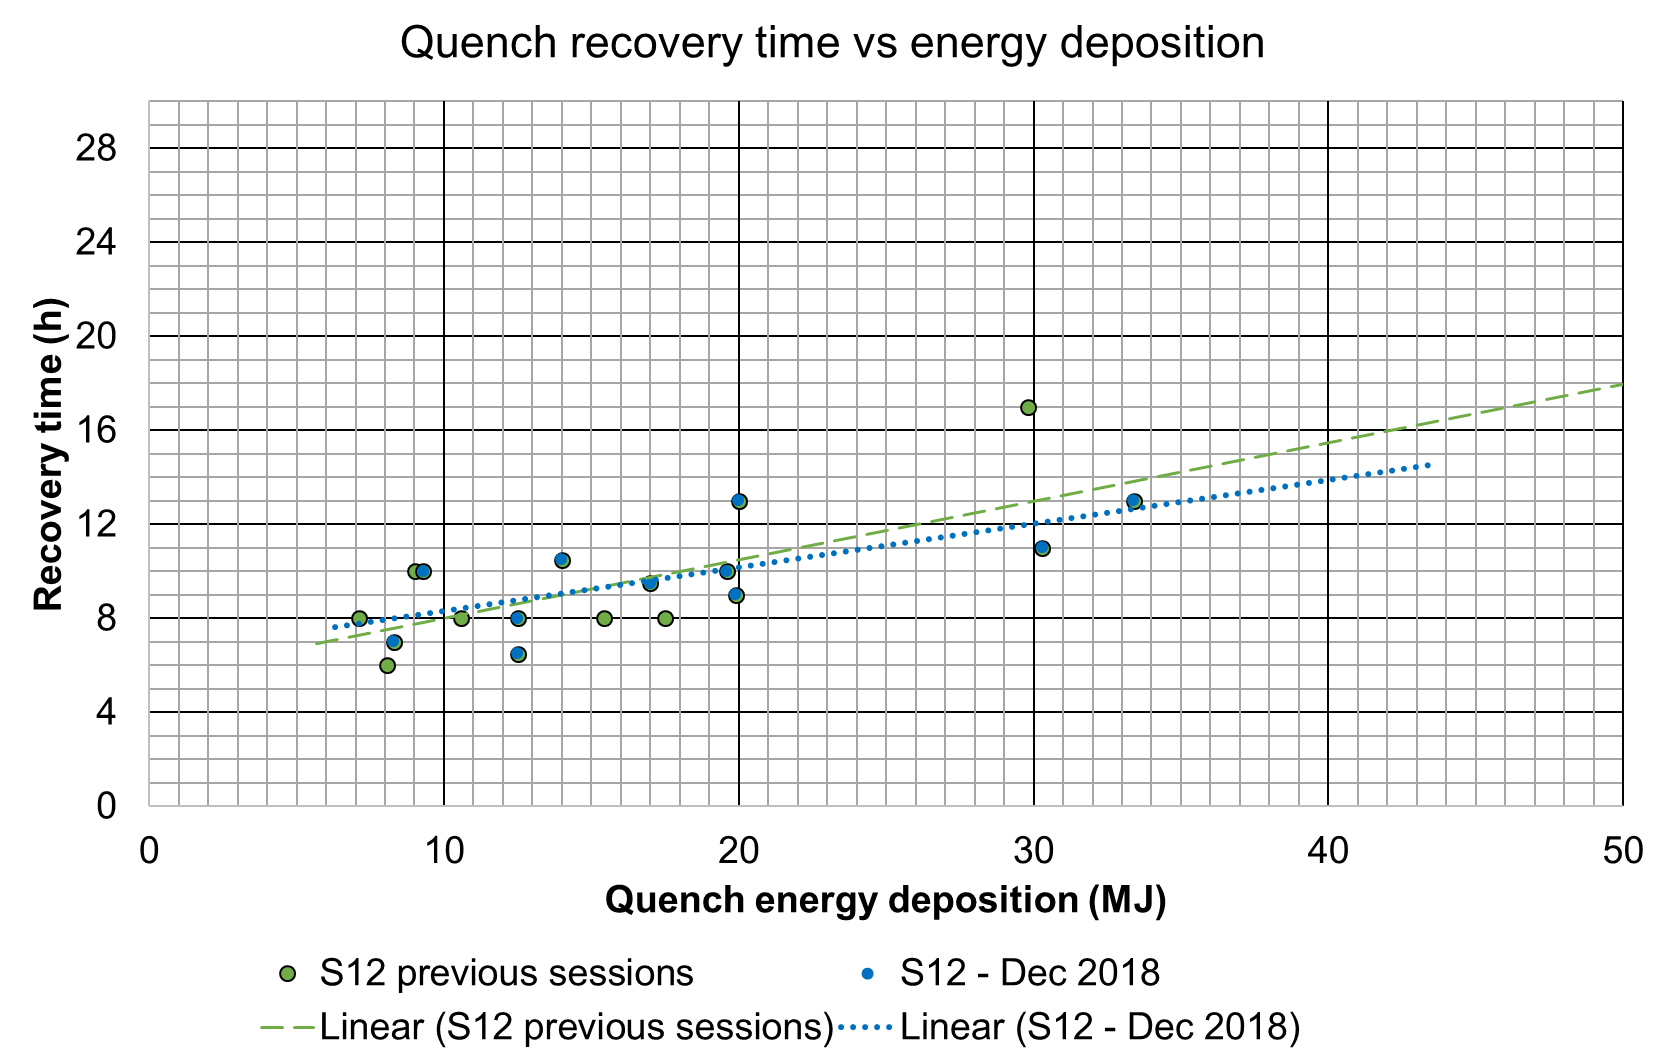 Quench recovery time vs energy deposition
28
24
20
16
12
8
4
0
Recovery time (h)
0 10 20 30 40 50
Quench energy deposition (MJ)
S12 previous sessions
S12 - Dec 2018
Linear (S12 previous sessions)
Linear (S12 - Dec 2018)